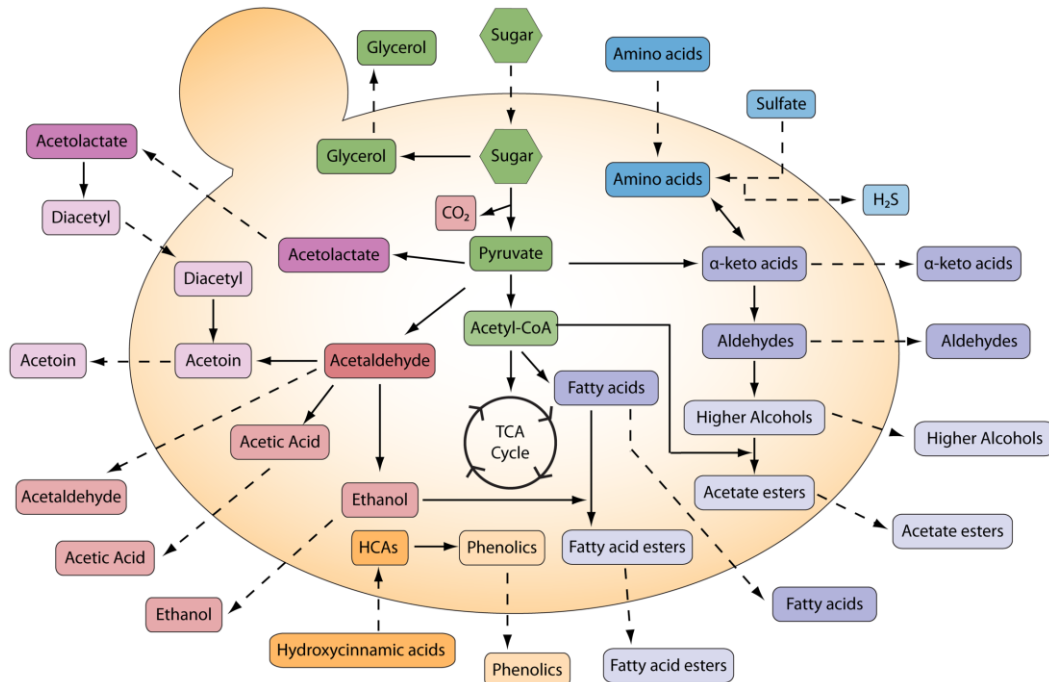 Sugar
Glycerol
Amino acids
Sulfate
Acetolactate
Glycerol
Sugar
Amino acids
H₂S
CO₂
Diacetyl
Acetolactate
Pyruvate
α-keto acids
α-keto acids
Diacetyl
Acetyl-CoA
Aldehydes
Aldehydes
Acetoin
Acetoin
Acetaldehyde
Fatty acids
Higher Alcohols
Higher Alcohols
TCA
Cycle
Acetic Acid
Acetaldehyde
Ethanol
Acetate esters
Acetate esters
Acetic Acid
HCAs
Phenolics
Fatty acid esters
Ethanol
Fatty acids
Hydroxycinnamic acids
Phenolics
Fatty acid esters